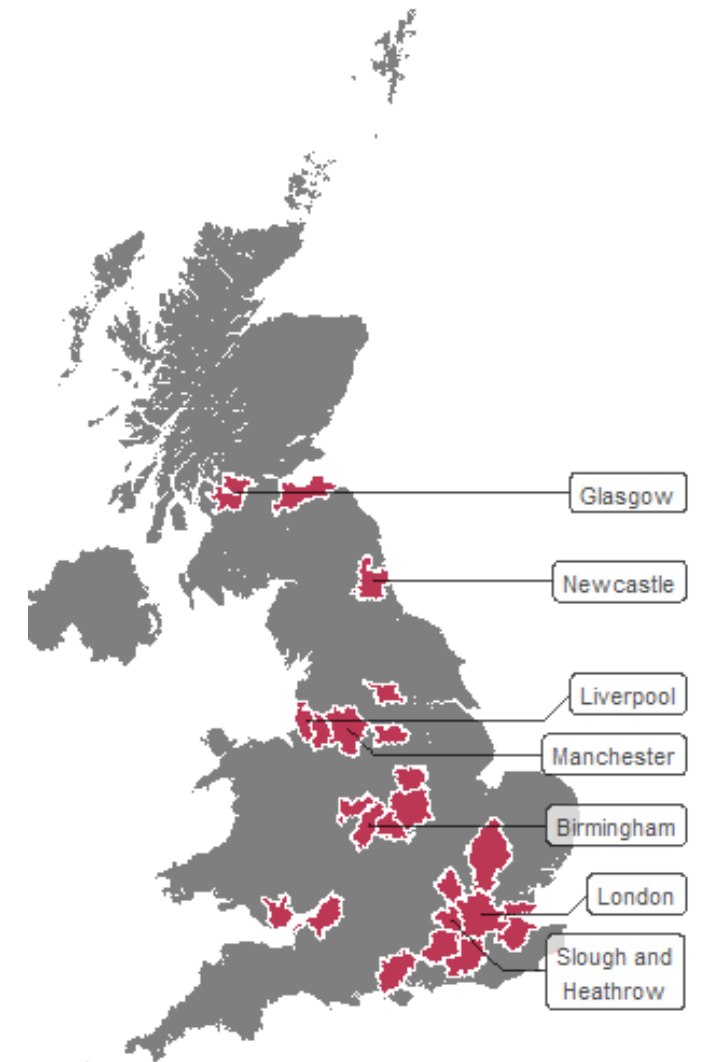 Glasgow
Newcastle
Liverpool
Manchester
Birmingham
London
Slough and
Heathrow